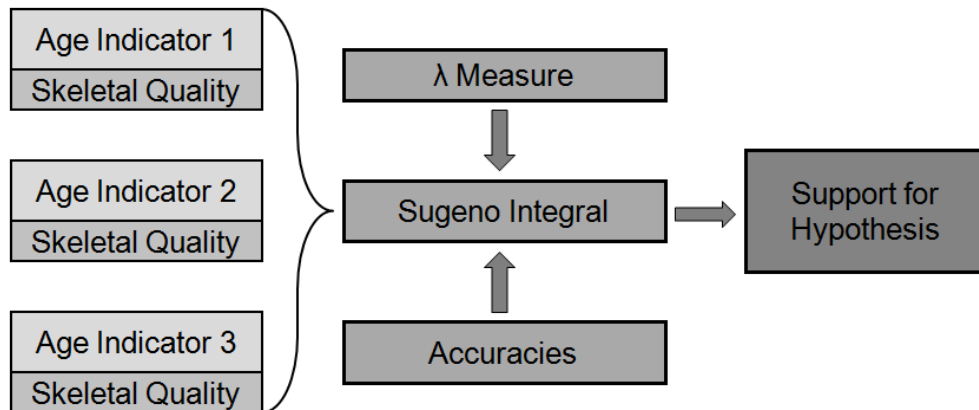 Age Indicator 1
Skeletal Quality
Age Indicator 2
Skeletal Quality
Age Indicator 3
Skeletal Quality
λ Measure
Sugeno Integral
Accuracies
Support for
Hypothesis